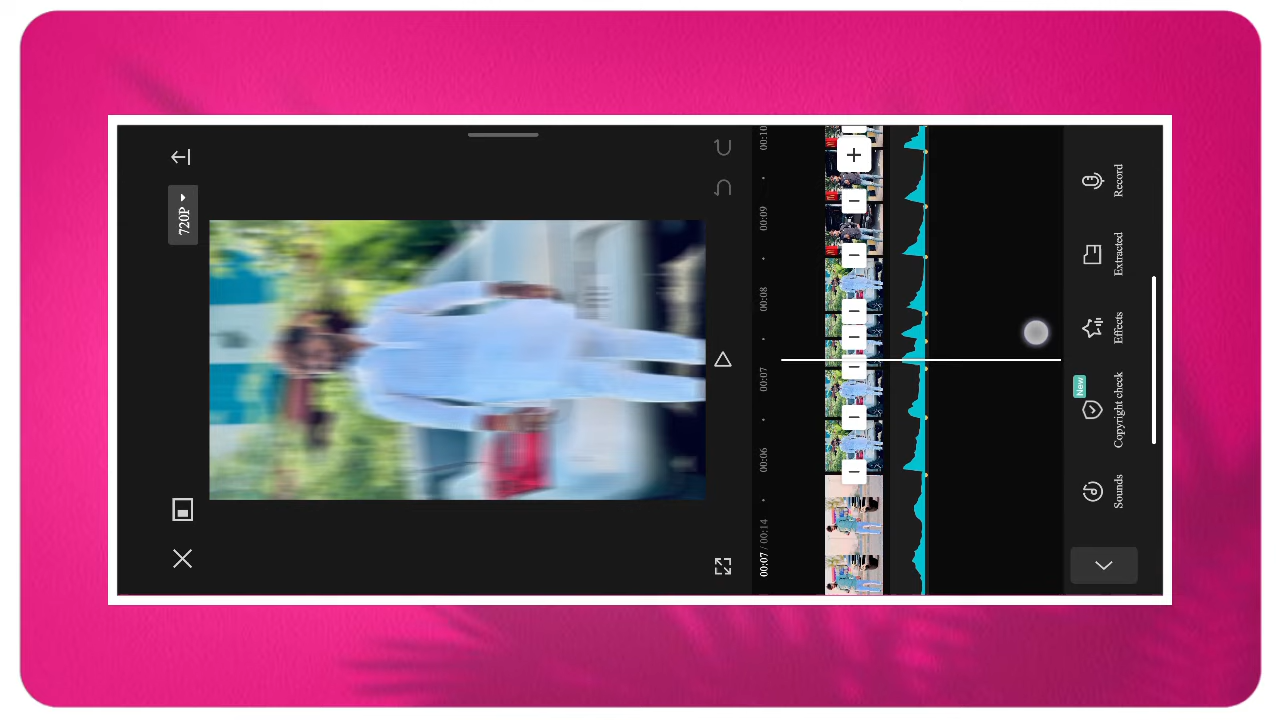 720P
00:07 / 00:14
00:06
00:07
00:08
00:09
00:10
Sounds
New
Copyright check
Effects
Extracted
Record